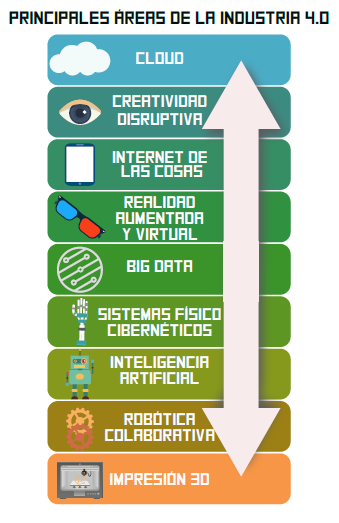 PRINCIPALES ÁREAS DE LA INDUSTRIA 4.0
CLOUD
CREATIVIDAD
DISRUPTIVA
INTERNET DE
LAS COSAS
REALIDAD
AUMENTADA
Y VIRTUAL
BIG DATA
SISTEMAS FÍSICO
CIBERNÉTICOS
INTELIGENCIA
ARTIFICIAL
ROBÓTICA
COLABORATIVA
IMPRESIÓN 3D